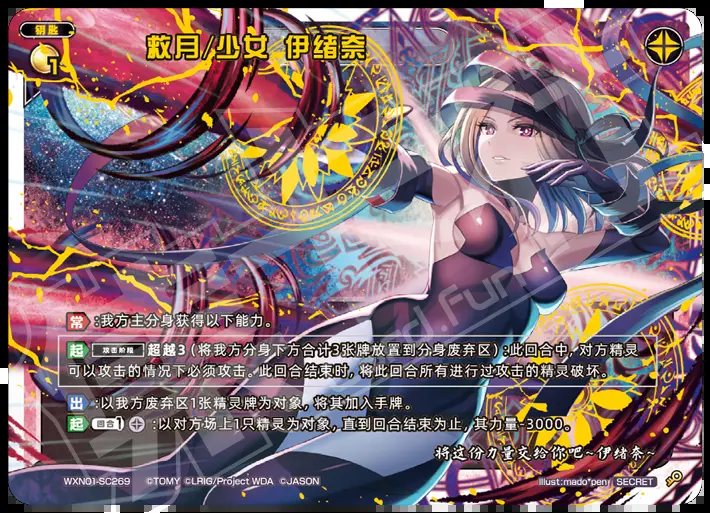 钥匙
1
救月/少女 伊绪奈
常:我方主分身获得以下能力。
起 攻击阶段 超越3(将我方分身下方合计3张牌放置到分身废弃区):此回合中, 对方精灵
可以攻击的情况下必须攻击。此回合结束时, 将此回合所有进行过攻击的精灵破坏。
出:以我方废弃区1张精灵牌为对象, 将其加入手牌。
起 回合1 :以对方场上1只精灵为对象, 直到回合结束为止, 其力量-3000。
将这份力量交给你吧~伊绪奈~
WXN01-SC269 ©TOMY ©LRIG/Project WDA ©JASON Illust:mado*pen SECRET